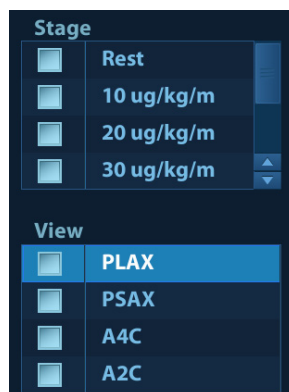 Stage
Rest
10 ug/kg/m
20 ug/kg/m
30 ug/kg/m
View
PLAX
PSAX
A4C
A2C